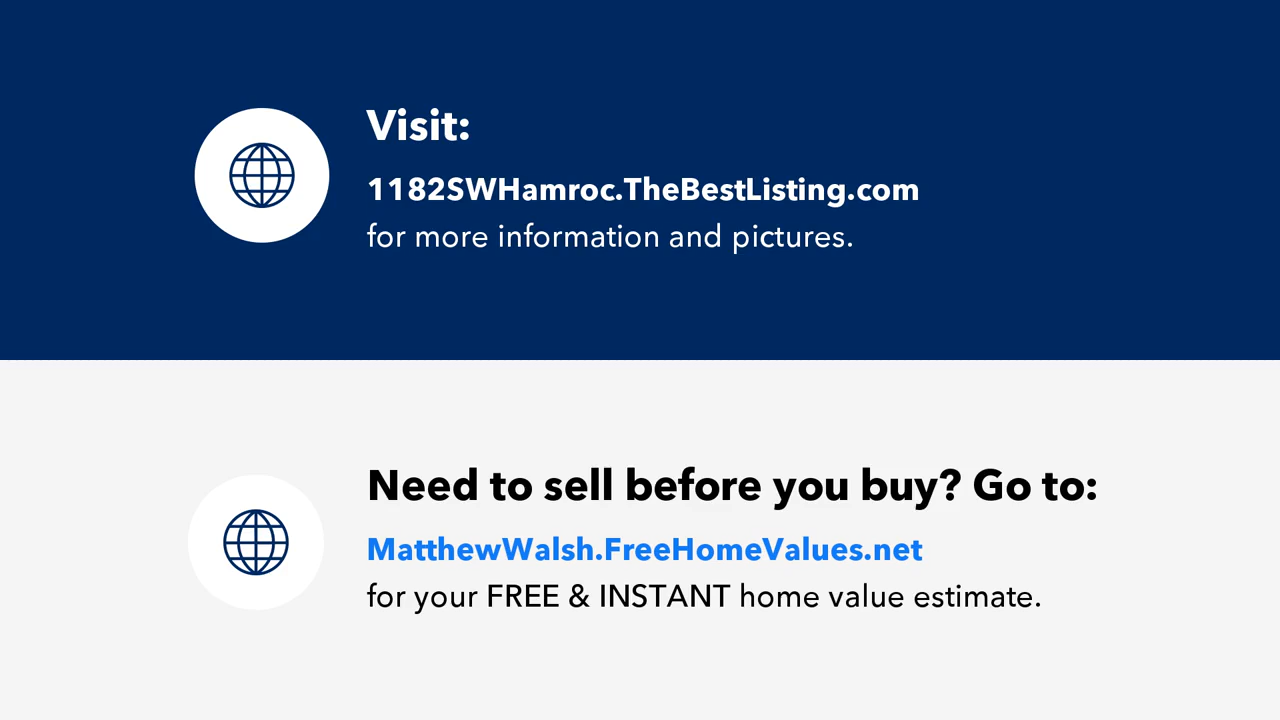 Visit:
1182SWHamroc.TheBestListing.com
for more information and pictures.
Need to sell before you buy? Go to:
MatthewWalsh.FreeHomeValues.net
for your FREE & INSTANT home value estimate.